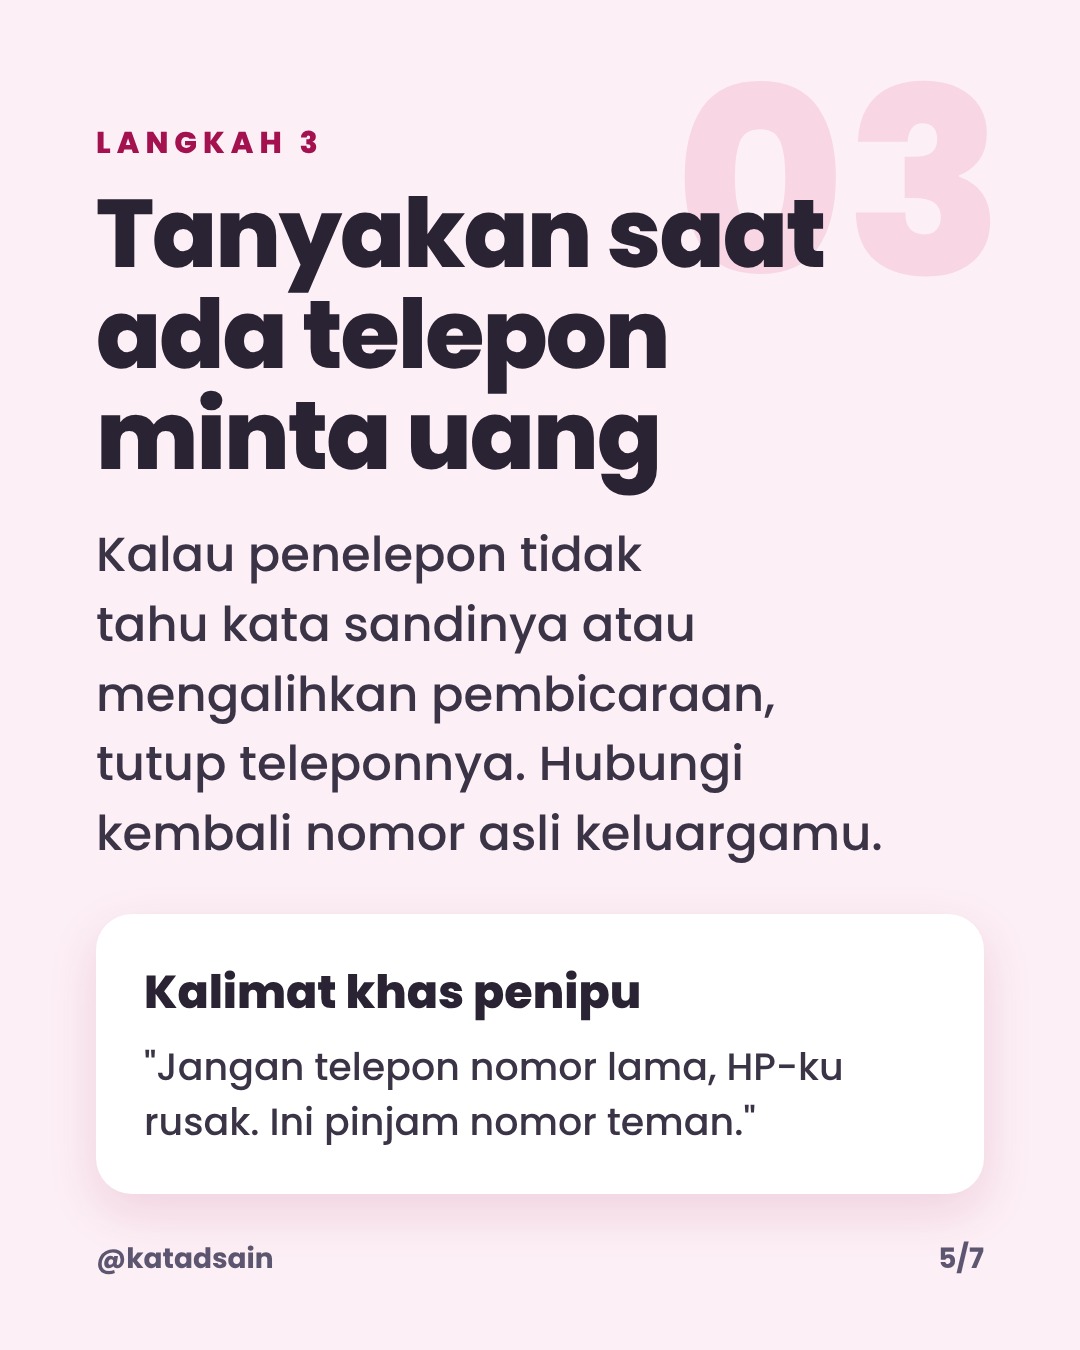 03
LANGKAH 3
Tanyakan saat
ada telepon
minta uang
Kalau penelepon tidak
tahu kata sandinya atau
mengalihkan pembicaraan,
tutup teleponnya. Hubungi
kembali nomor asli keluargamu.
Kalimat khas penipu
"Jangan telepon nomor lama, HP-ku
rusak. Ini pinjam nomor teman."
@katadsain
5/7